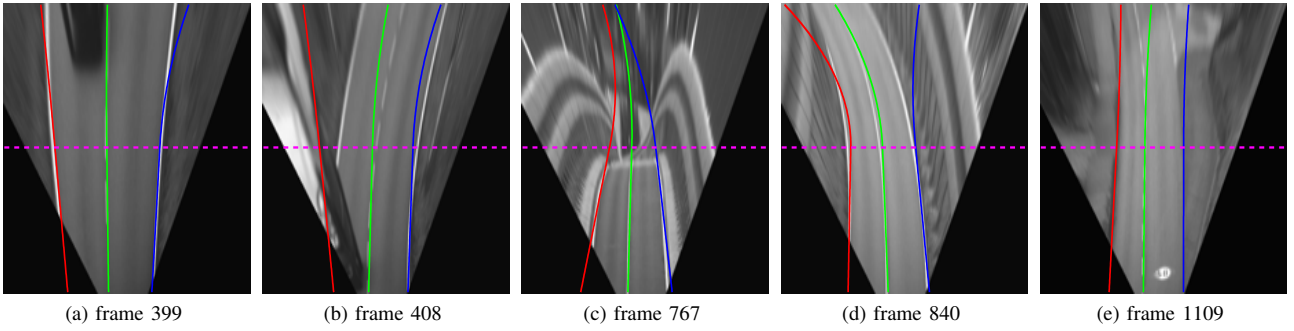 (a) frame 399
(b) frame 408
(c) frame 767
(d) frame 840
(e) frame 1109